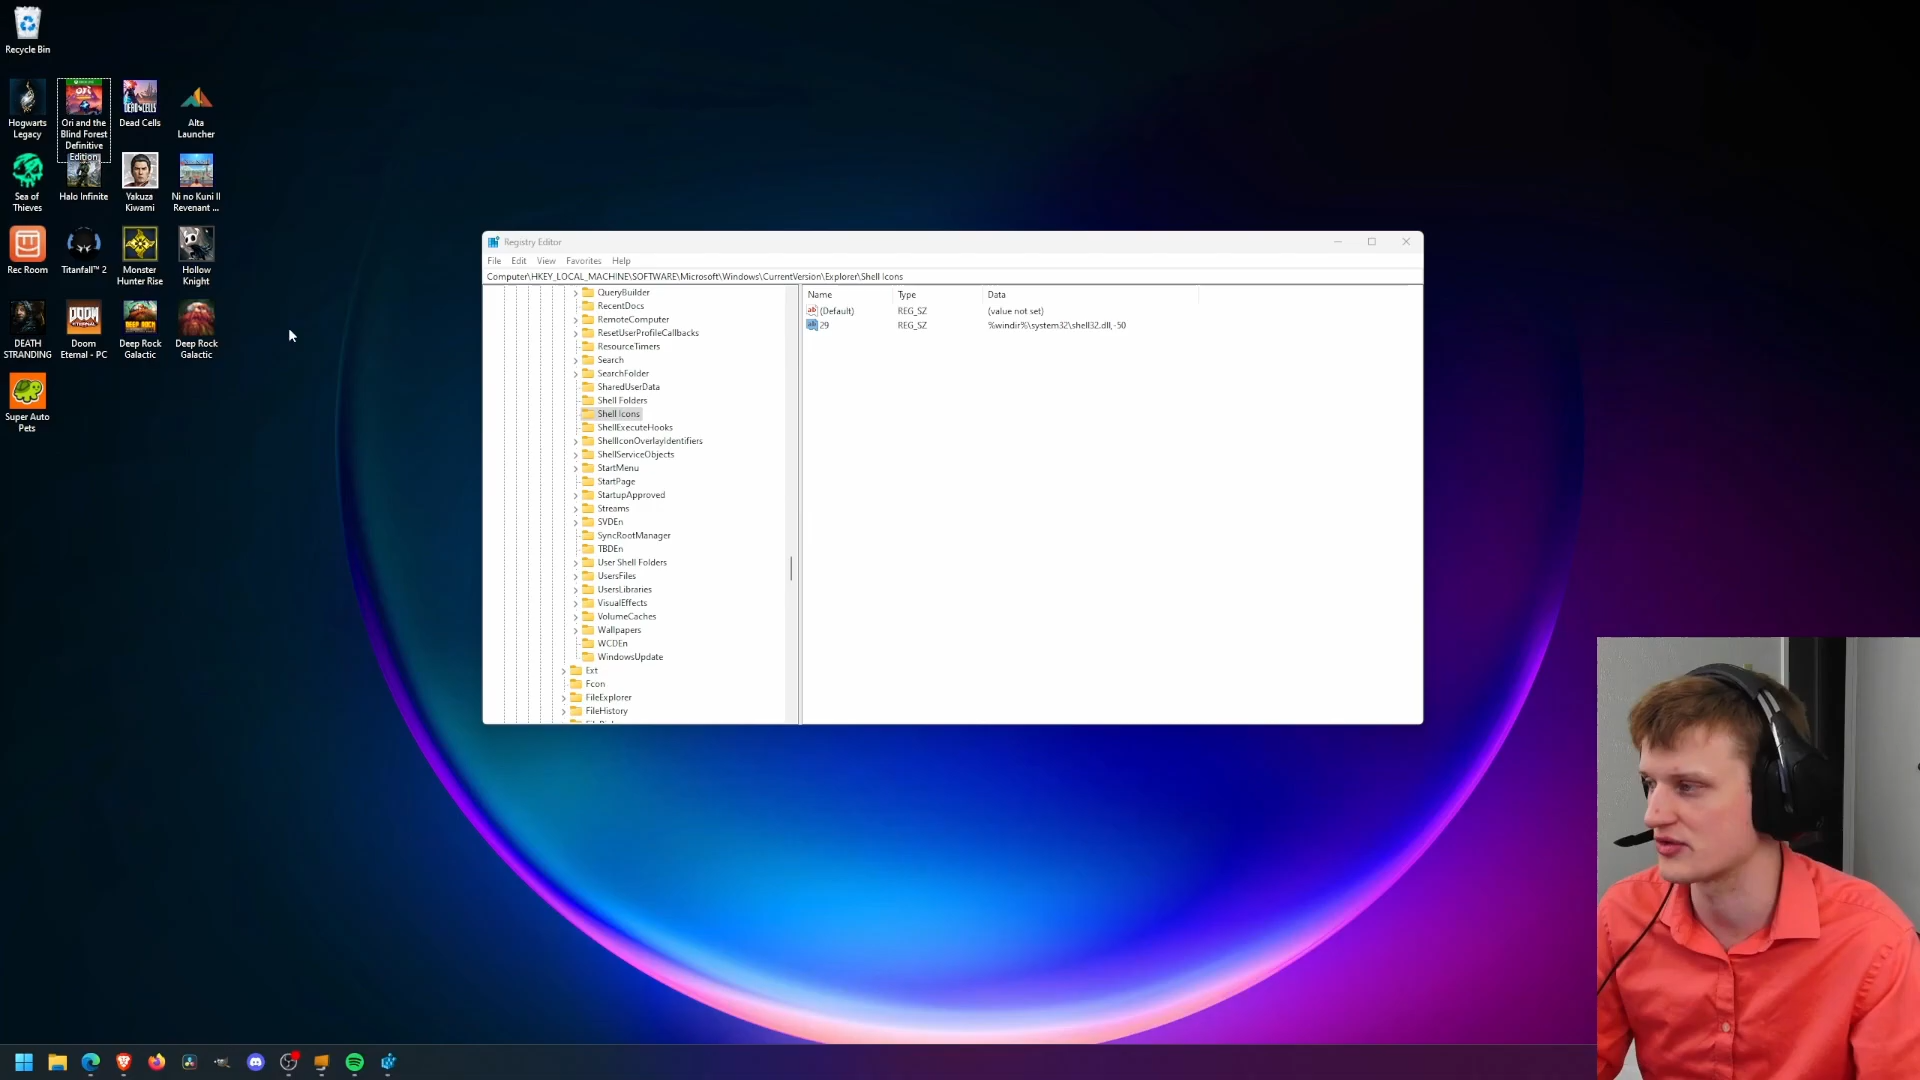 Recycle Bin
Hogwarts
Legacy
Ori and the
Blind Forest
Definitive
Edition
Dead Cells
Alta
Launcher
Sea of
Thieves
Halo Infinite
Yakuza
Kiwami
Ni no Kuni II
Revenant ...
Rec Room
Titanfall™ 2
Monster
Hunter Rise
Hollow
Knight
DEATH
STRANDING
Doom
Eternal - PC
Deep Rock
Galactic
Deep Rock
Galactic
Super Auto
Pets
Registry Editor
File Edit View Favorites Help
Computer\HKEY_LOCAL_MACHINE\SOFTWARE\Microsoft\Windows\CurrentVersion\Explorer\Shell Icons
QueryBuilder
RecentDocs
RemoteComputer
ResetUserProfileCallbacks
ResourceTimers
Search
SearchFolder
SharedUserData
Shell Folders
Shell Icons
ShellExecuteHooks
ShellIconOverlayIdentifiers
ShellServiceObjects
StartMenu
StartPage
StartupApproved
Streams
SVDEn
SyncRootManager
TBDEn
User Shell Folders
UsersFiles
UsersLibraries
VisualEffects
VolumeCaches
Wallpapers
WCDEn
WindowsUpdate
Ext
Fcon
FileExplorer
FileHistory
Name Type Data
(Default) REG_SZ (value not set)
29 REG_SZ %windir%\system32\shell32.dll,-50